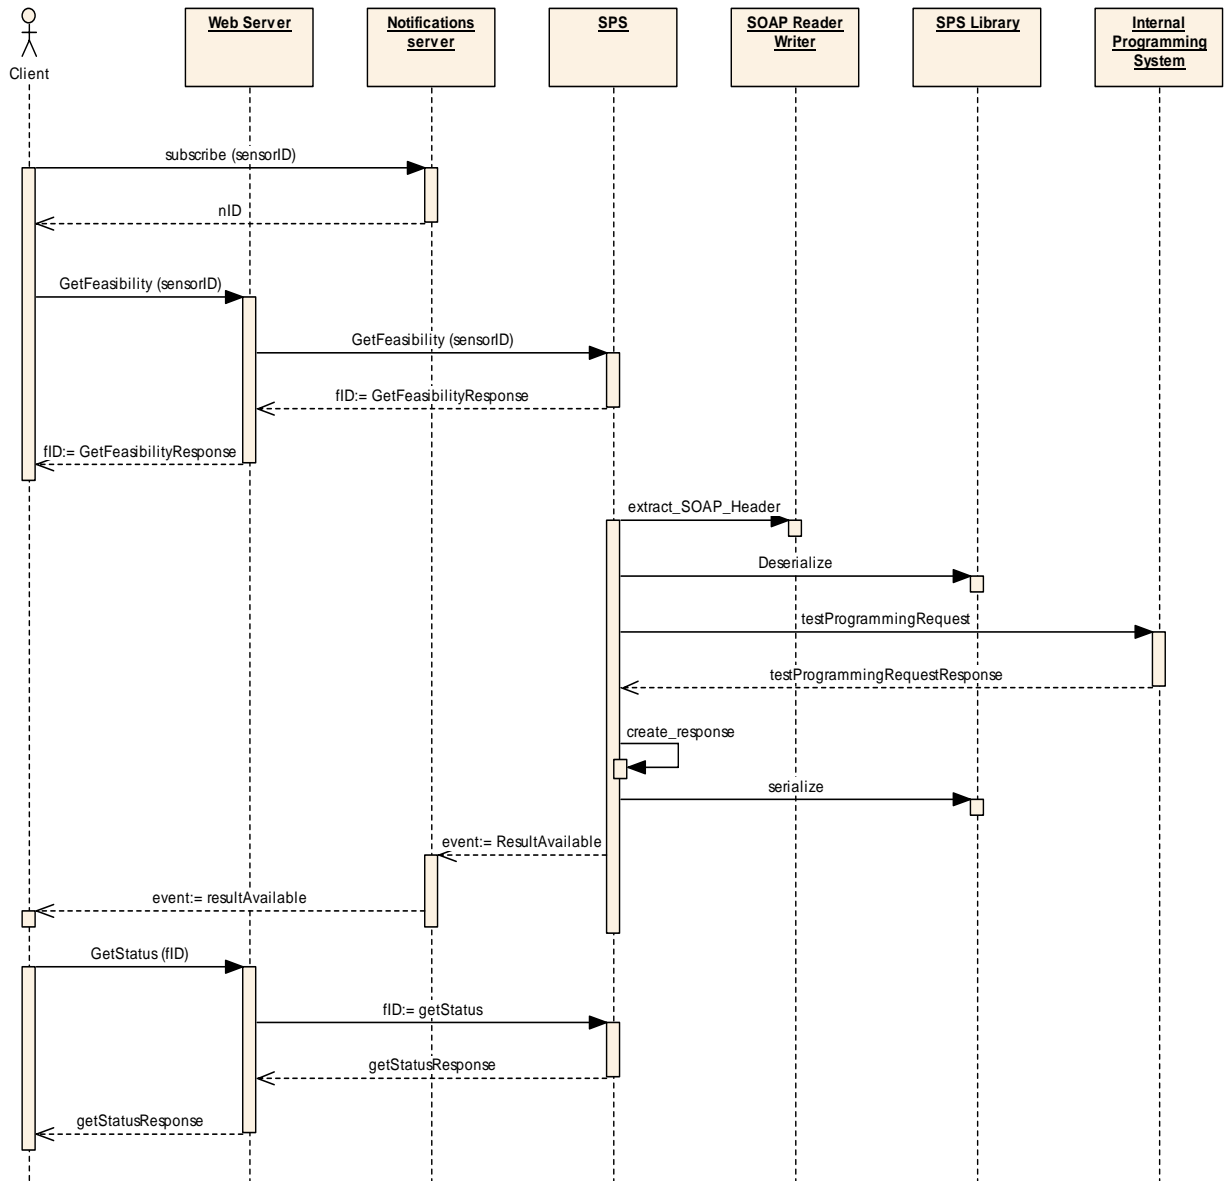 Web Server
Notifications
server
SPS
SOAP Reader
Writer
SPS Library
Internal
Programming
System
Client
subscribe (sensorID)
nID
GetFeasibility (sensorID)
GetFeasibility (sensorID)
fID:= GetFeasibilityResponse
fID:= GetFeasibilityResponse
extract_SOAP_Header
Deserialize
testProgrammingRequest
testProgrammingRequestResponse
create_response
serialize
event:= ResultAvailable
event:= resultAvailable
GetStatus (fID)
fID:= getStatus
getStatusResponse
getStatusResponse